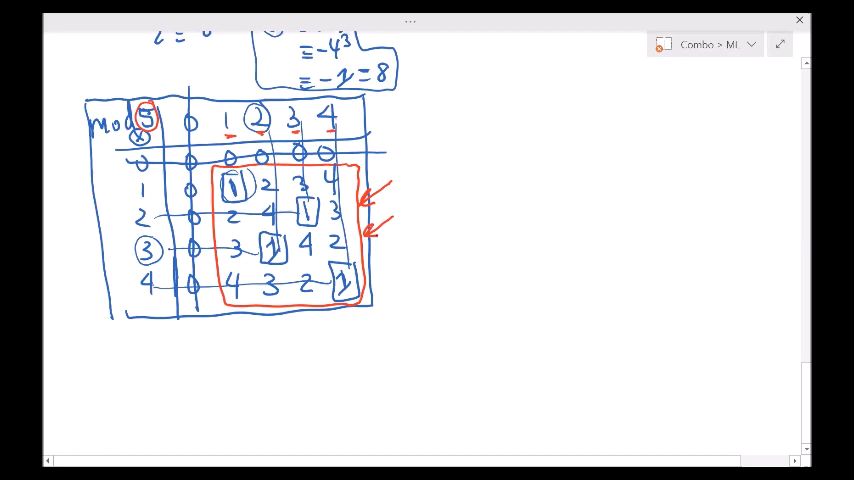 Combo > ML
≡ -4³
≡ -1 = 8
mod 5 0 1 2 3 4
×
0 0 0 0 0 0
1 0 1 2 3 4
2 0 2 4 1 3
3 0 3 1 4 2
4 0 4 3 2 1